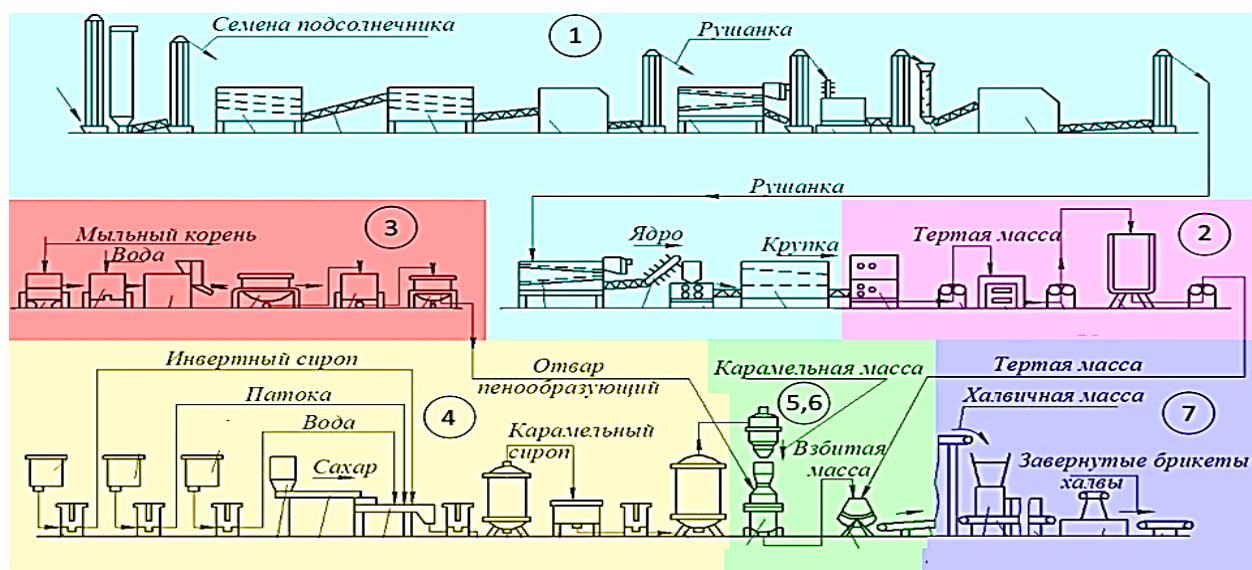 Семена подсолнечника
1
Рушанка
Рушанка
Мыльный корень
3
Вода
Ядро
Крупка
Тертая масса
2
Инвертный сироп
Отвар
пенообразующий
Карамельная масса
Тертая масса
Патока
4
5,6
Халвичная масса
7
Вода
Карамельный
сироп
Взбитая
масса
Сахар
Завернутые брикеты
халвы